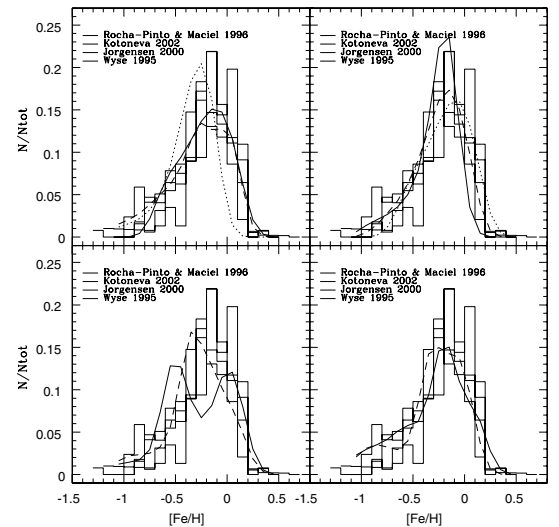 Rocha-Pinto & Maciel 1996
Kotoneva 2002
Jorgensen 2000
Wyse 1995
Rocha-Pinto & Maciel 1996
Kotoneva 2002
Jorgensen 2000
Wyse 1995
0.25
0.2
0.15
0.1
0.05
0
N/Ntot
Rocha-Pinto & Maciel 1996
Kotoneva 2002
Jorgensen 2000
Wyse 1995
Rocha-Pinto & Maciel 1996
Kotoneva 2002
Jorgensen 2000
Wyse 1995
0.25
0.2
0.15
0.1
0.05
0
N/Ntot
-1.5 -1 -0.5 0 -1.5 -1 -0.5 0 0.5
[Fe/H] [Fe/H]